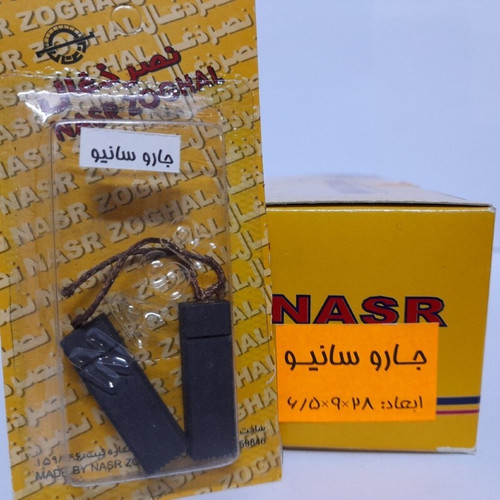 نصر ذغال
NASR ZOGHAL
جارو سانیو
NASR ZOGHAL
MADE BY NASR ZO
NASR
جارو سانیو
ابعاد: ۶/۵×۹×۲۸